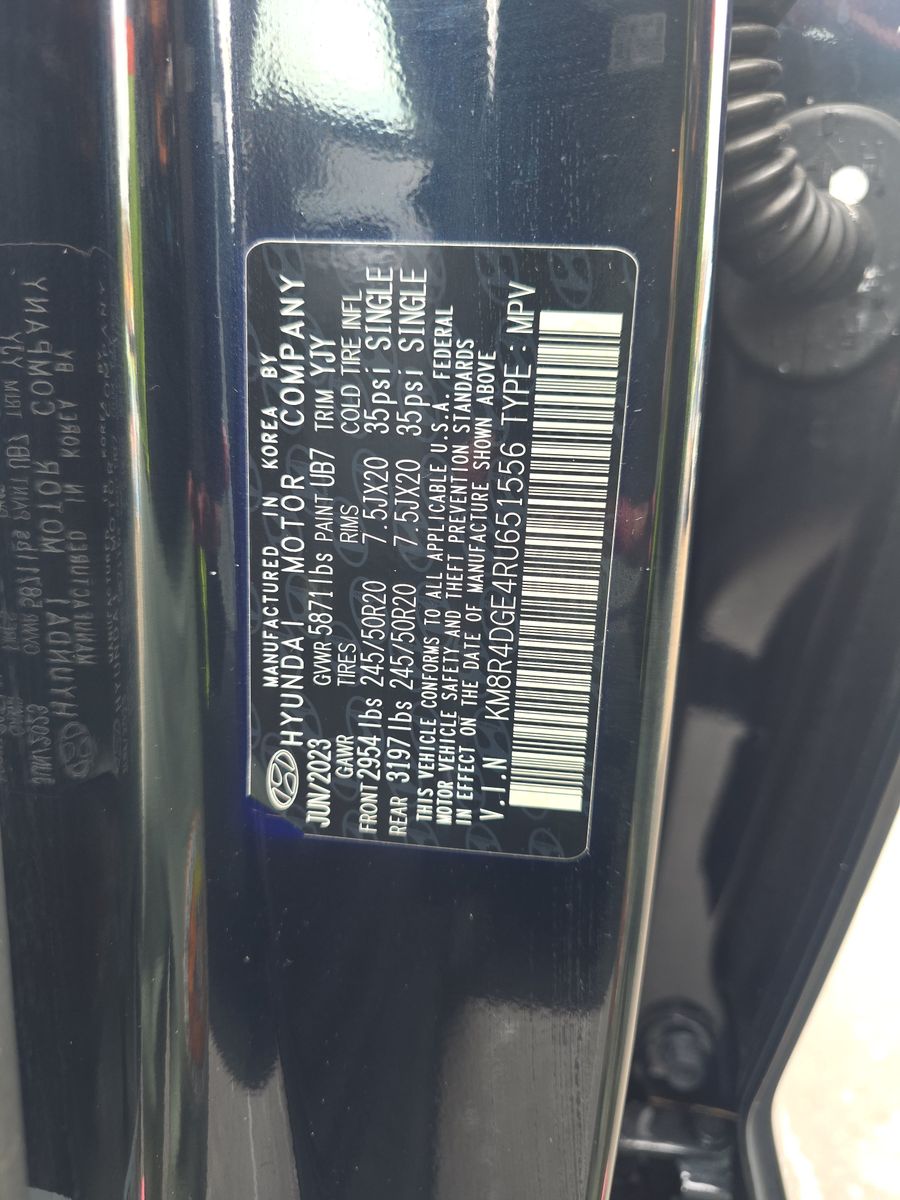 MANUFACTURED IN KOREA BY
HYUNDAI MOTOR COMPANY
JUN/2023 GVWR 5871 lbs PAINT UB7 TRIM YJY
GAWR TIRES RIMS COLD TIRE INFL
FRONT 2954 lbs 245/50R20 7.5JX20 35psi SINGLE
REAR 3197 lbs 245/50R20 7.5JX20 35psi SINGLE
THIS VEHICLE CONFORMS TO ALL APPLICABLE U.S.A. FEDERAL
MOTOR VEHICLE SAFETY AND THEFT PREVENTION STANDARDS
IN EFFECT ON THE DATE OF MANUFACTURE SHOWN ABOVE
V.I.N KM8R4DGE4RU651556 TYPE : MPV